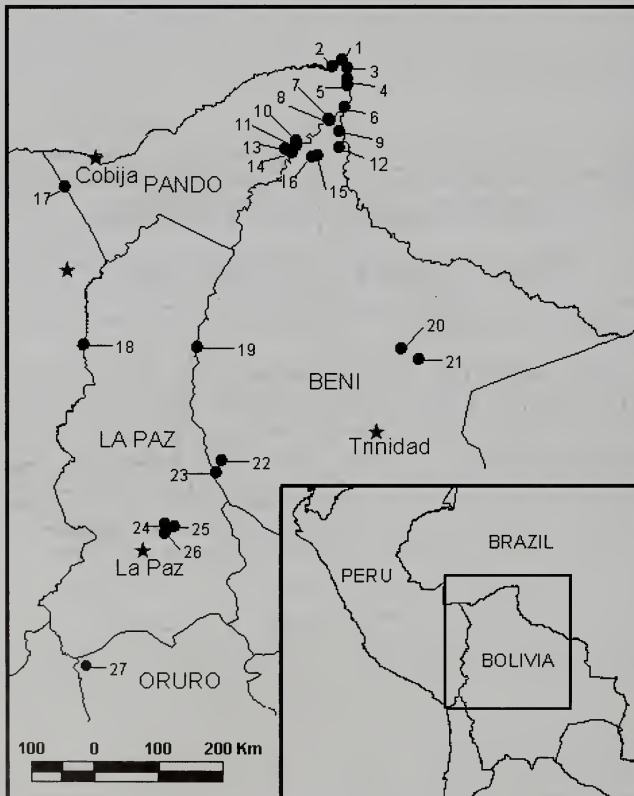 2
1
3
7
5
4
8
6
10
11
9
13
12
14
16
15
Cobija
PANDO
17
18
19
20
21
BENI
LA PAZ
Trinidad
22
23
24
25
26
La Paz
BRAZIL
PERU
BOLIVIA
27
ORURO
100 0 100 200 Km